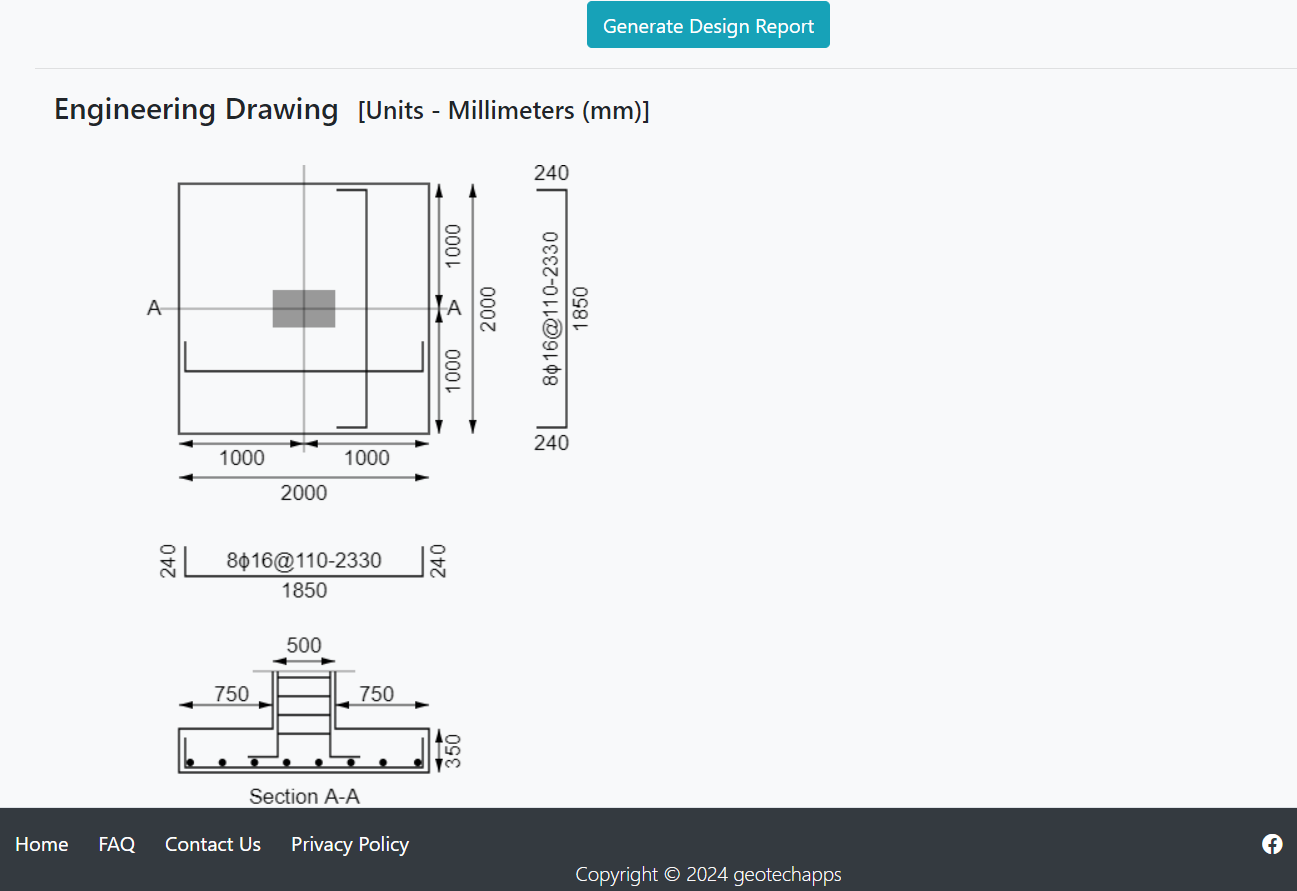 Generate Design Report
Engineering Drawing [Units - Millimeters (mm)]
240
1000
A
A
2000
8ϕ16@110-2330
1850
1000
240
1000
1000
2000
240
8ϕ16@110-2330
240
1850
500
750
750
350
Section A-A
Home FAQ Contact Us Privacy Policy
Copyright © 2024 geotechapps